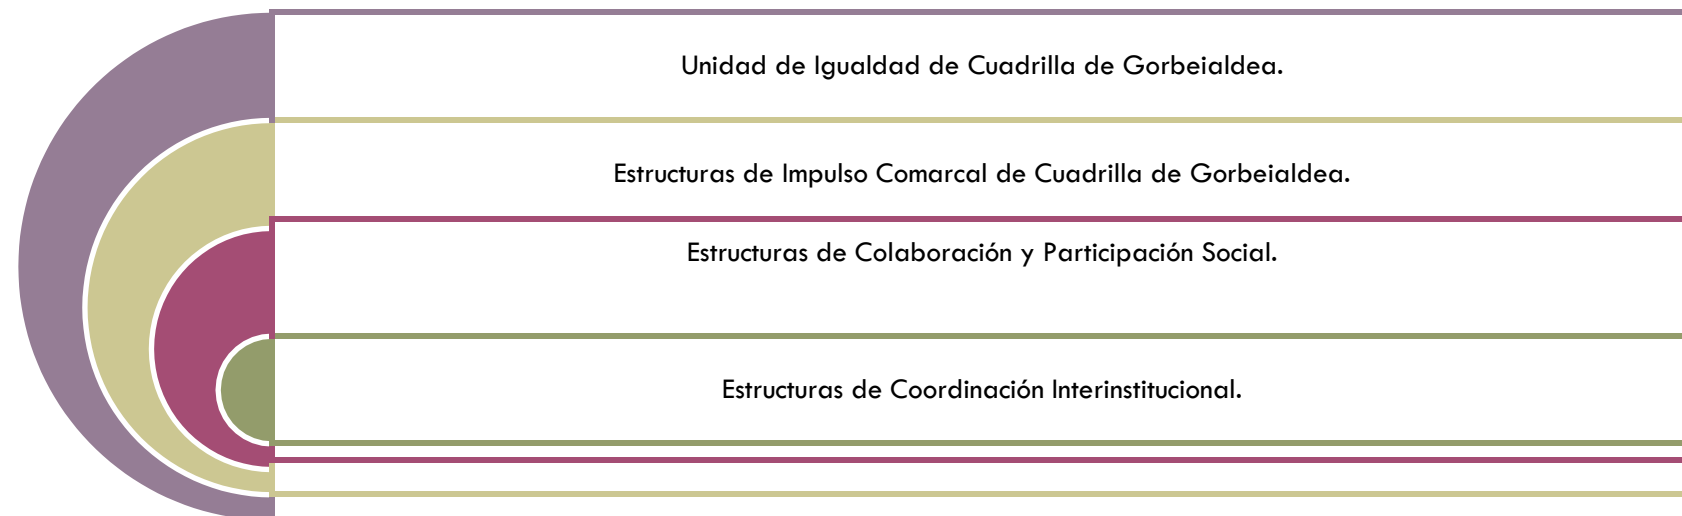 Unidad de Igualdad de Cuadrilla de Gorbeialdea.
Estructuras de Impulso Comarcal de Cuadrilla de Gorbeialdea.
Estructuras de Colaboración y Participación Social.
Estructuras de Coordinación Interinstitucional.